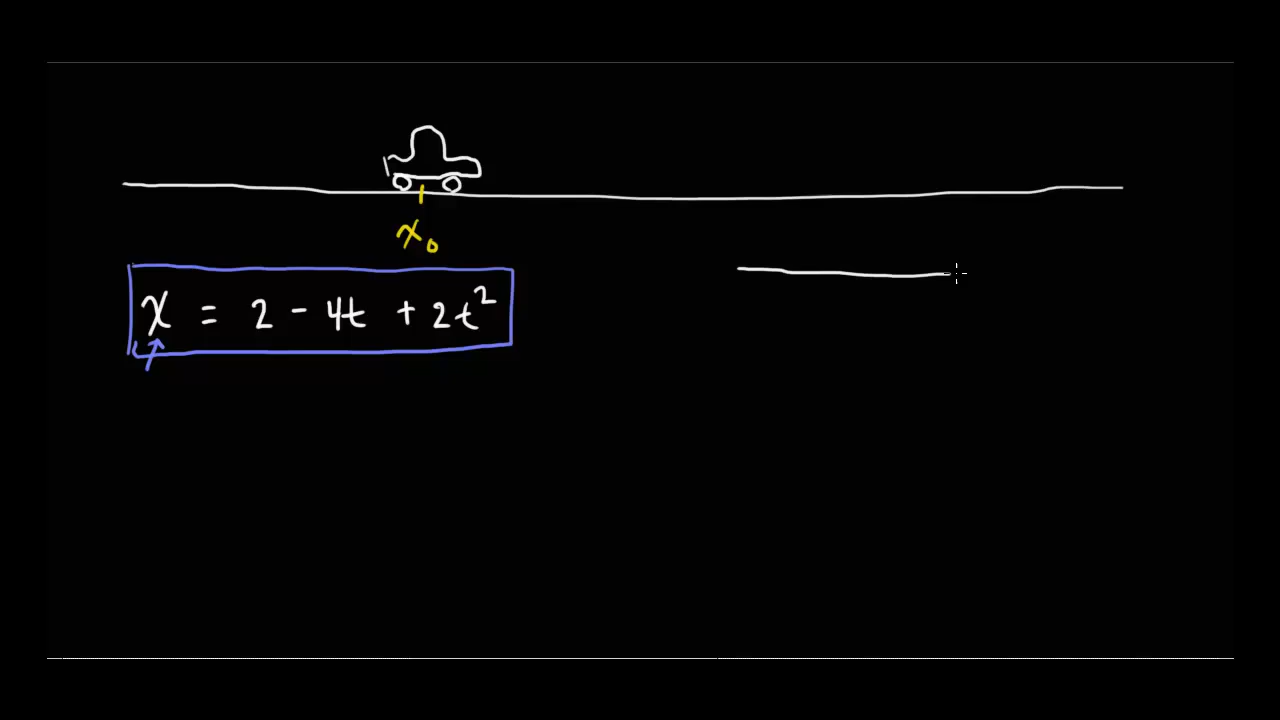 x₀
x = 2 - 4t + 2t²